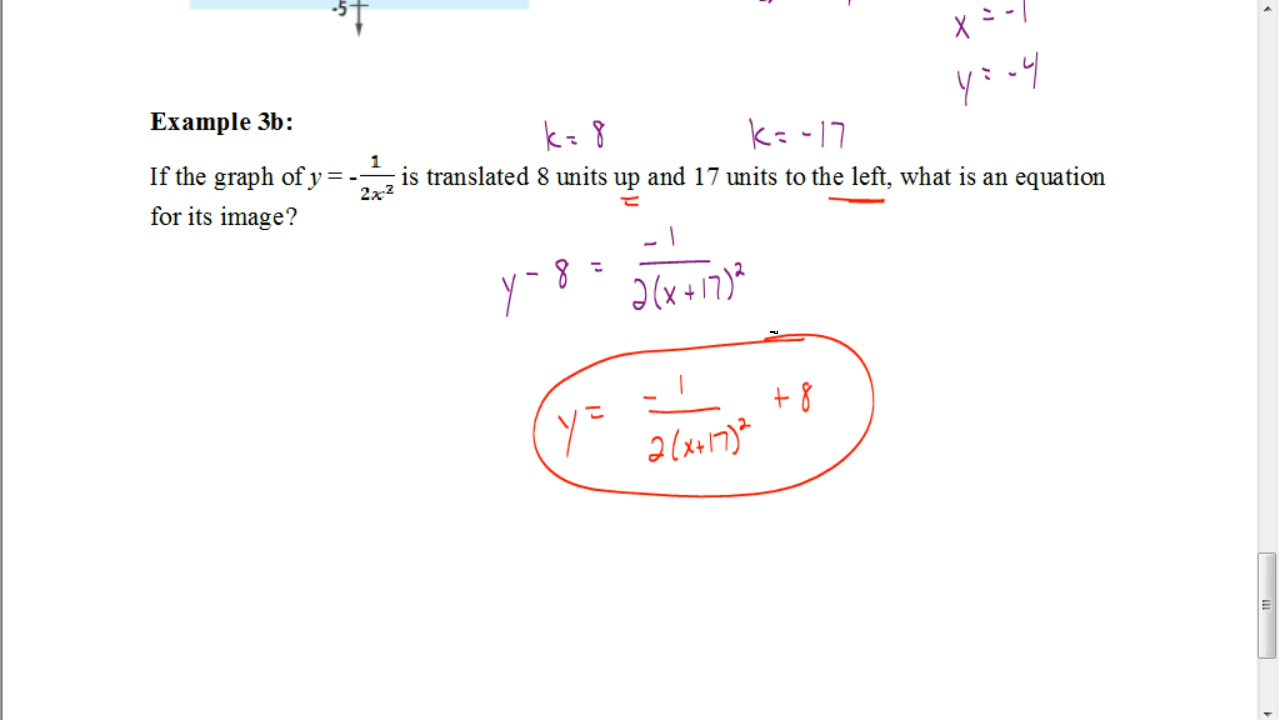 -5
x = -1
y = -4
Example 3b:
k = 8 k = -17
If the graph of y = -1/2x² is translated 8 units up and 17 units to the left, what is an equation
for its image?
y - 8 = -1/2(x+17)²
y = -1/2(x+17)² + 8